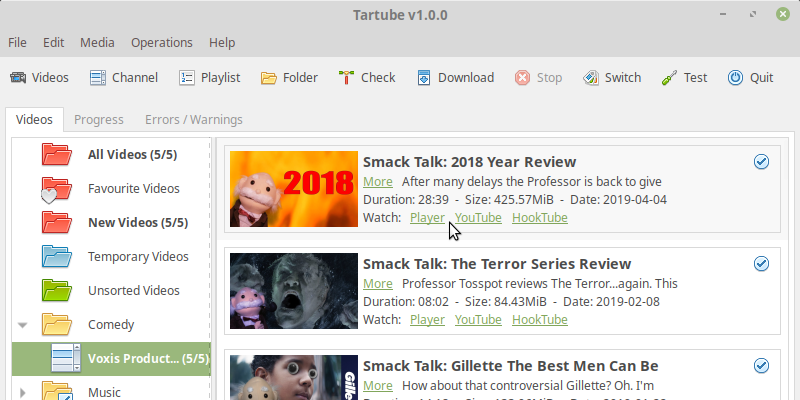 Tartube v1.0.0
File Edit Media Operations Help
Videos Channel Playlist Folder Check Download Stop Switch Test Quit
Videos Progress Errors / Warnings
All Videos (5/5)
Favourite Videos
New Videos (5/5)
Temporary Videos
Unsorted Videos
Comedy
Voxis Product... (5/5)
Music
2018
Smack Talk: 2018 Year Review
More After many delays the Professor is back to give
Duration: 28:39 - Size: 425.57MiB - Date: 2019-04-04
Watch: Player YouTube HookTube
Smack Talk: The Terror Series Review
More Professor Tosspot reviews The Terror...again. This
Duration: 08:02 - Size: 84.43MiB - Date: 2019-02-08
Watch: Player YouTube HookTube
Smack Talk: Gillette The Best Men Can Be
More How about that controversial Gillette? Oh. I'm